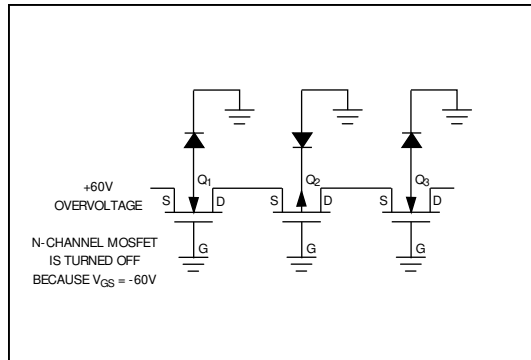 Q1
Q2
Q3
+60V
OVERVOLTAGE
S
D
S
D
S
D
G
G
G
N-CHANNEL MOSFET
IS TURNED OFF
BECAUSE VGS = -60V